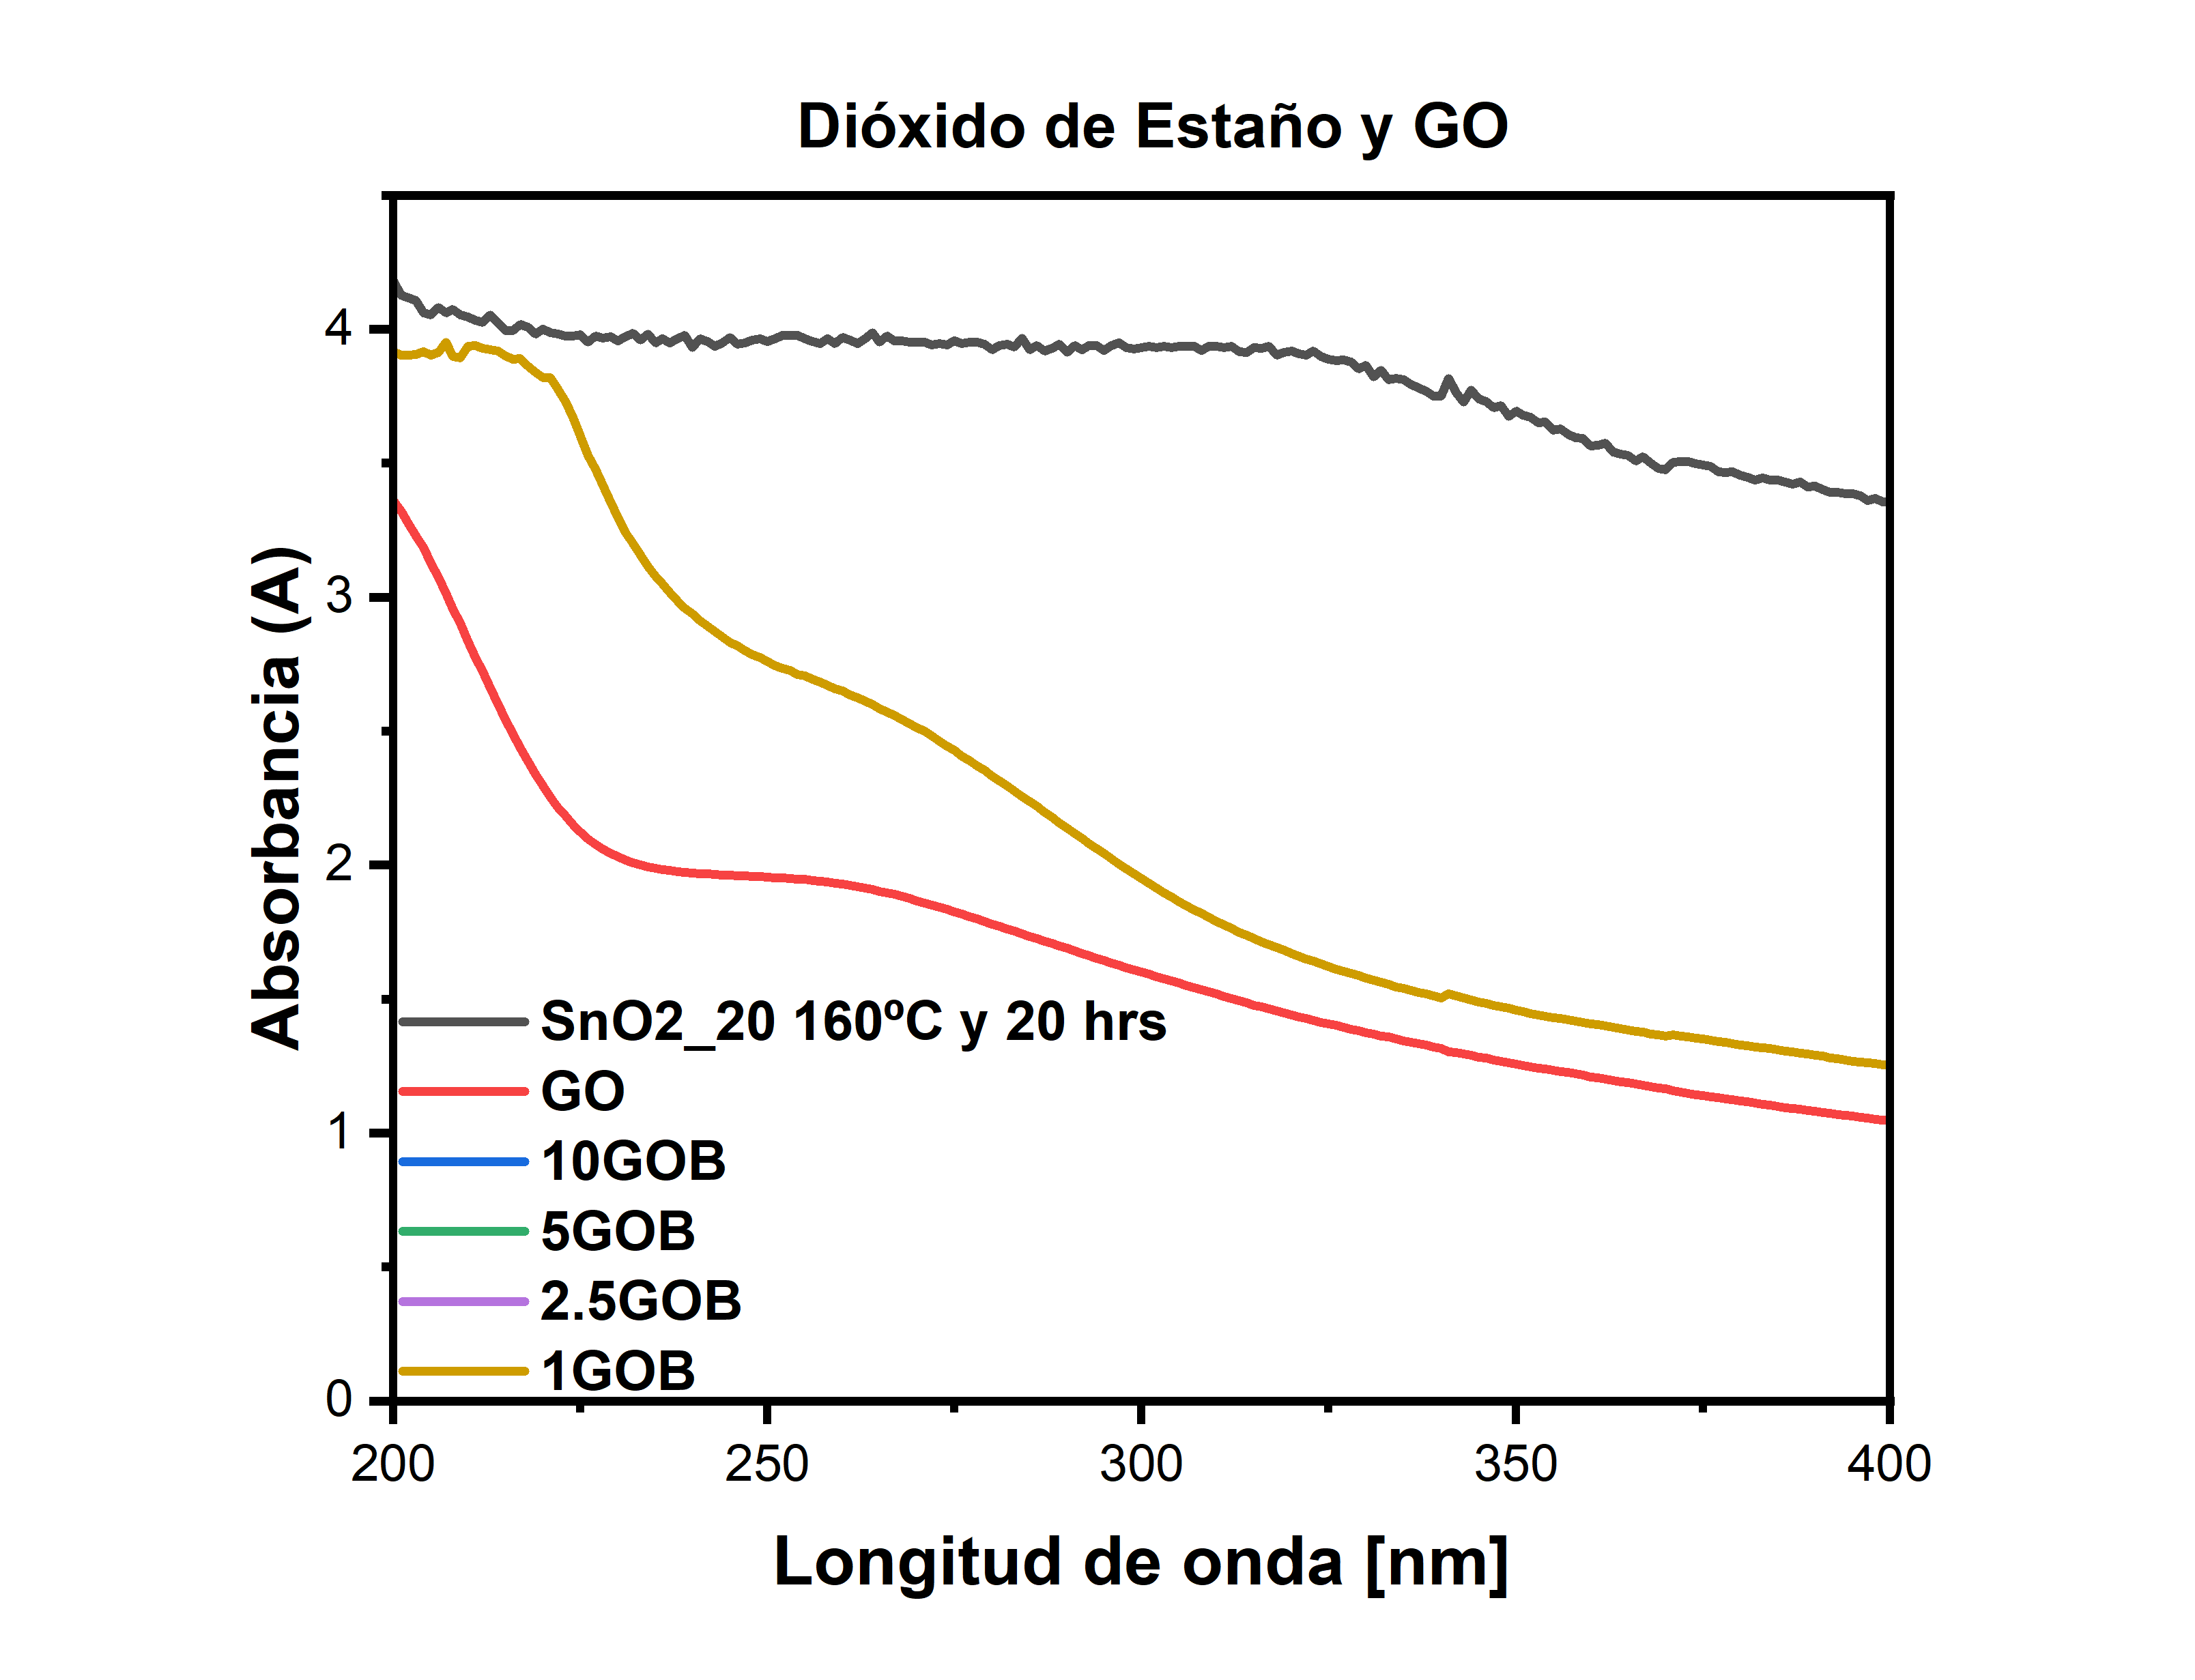 Dióxido de Estaño y GO
Absorbancia (A)
4
3
2
1
0
SnO2_20 160ºC y 20 hrs
GO
10GOB
5GOB
2.5GOB
1GOB
200 250 300 350 400
Longitud de onda [nm]